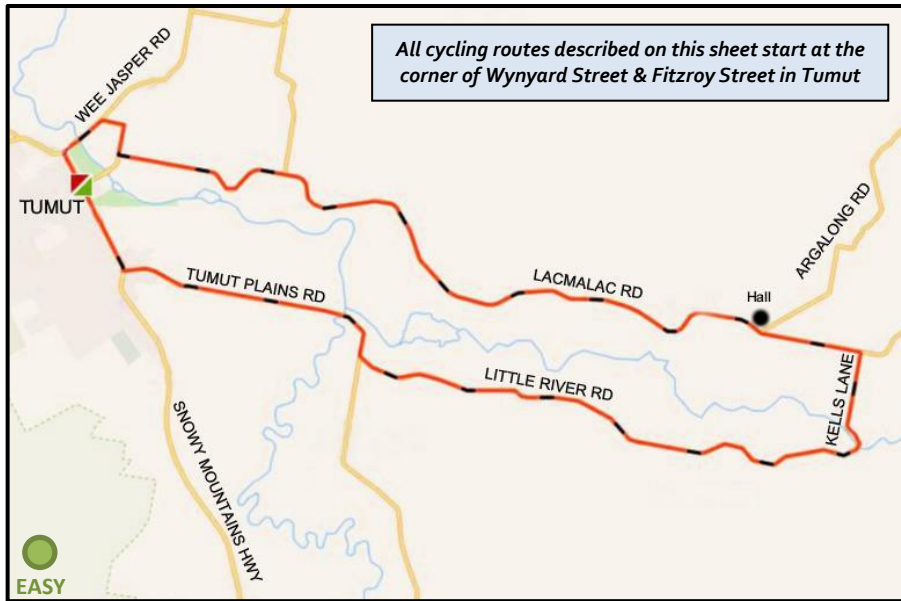 All cycling routes described on this sheet start at the
corner of Wynyard Street & Fitzroy Street in Tumut
WEE JASPER RD
TUMUT
ARGALONG RD
LACMALAC RD
TUMUT PLAINS RD
Hall
KELLS LANE
LITTLE RIVER RD
SNOWY MOUNTAINS HWY
EASY